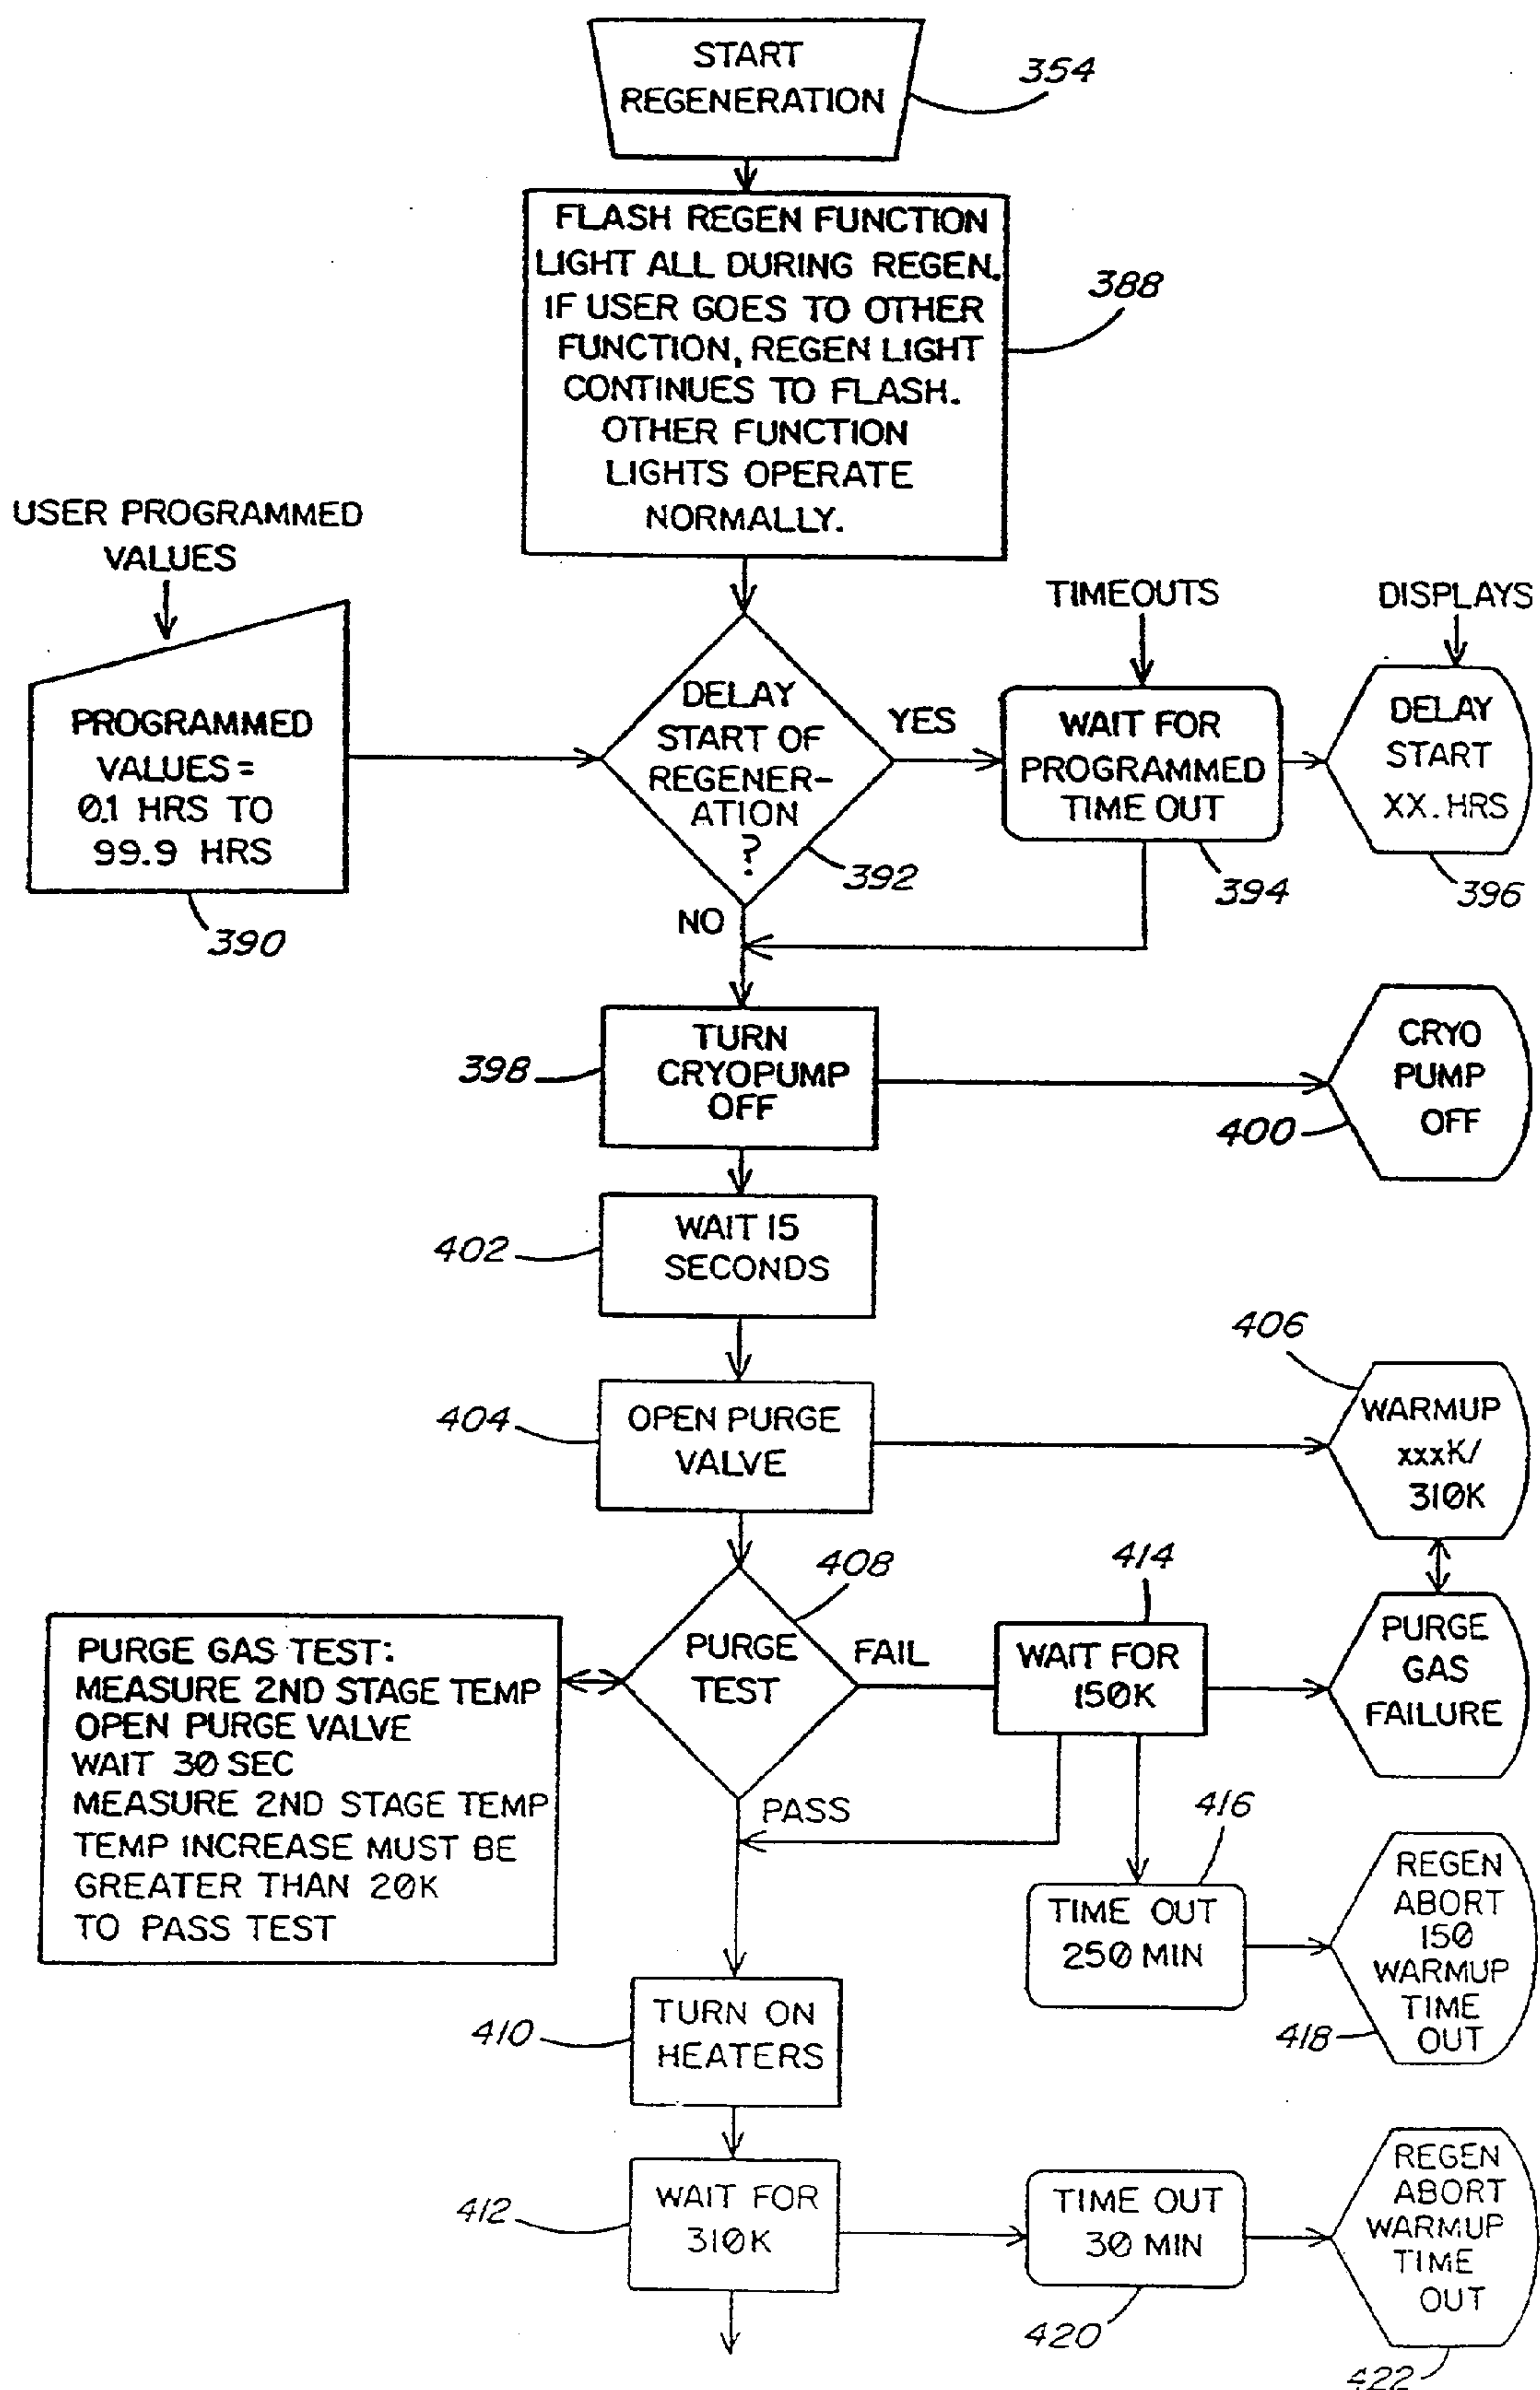 START
REGENERATION
354
FLASH REGEN FUNCTION
LIGHT ALL DURING REGEN.
IF USER GOES TO OTHER
FUNCTION, REGEN LIGHT
CONTINUES TO FLASH.
OTHER FUNCTION
LIGHTS OPERATE
NORMALLY.
388
USER PROGRAMMED
VALUES
PROGRAMMED
VALUES =
0.1 HRS TO
99.9 HRS
390
DELAY
START OF
REGENER-
ATION
?
392
YES
NO
TIMEOUTS
WAIT FOR
PROGRAMMED
TIME OUT
394
DISPLAYS
DELAY
START
XX. HRS
396
TURN
CRYOPUMP
OFF
398
CRYO
PUMP
OFF
400
WAIT 15
SECONDS
402
OPEN PURGE
VALVE
404
406
WARMUP
xxxK/
310K
PURGE
TEST
408
FAIL
PASS
PURGE GAS TEST:
MEASURE 2ND STAGE TEMP
OPEN PURGE VALVE
WAIT 30 SEC
MEASURE 2ND STAGE TEMP
TEMP INCREASE MUST BE
GREATER THAN 20K
TO PASS TEST
414
WAIT FOR
150K
PURGE
GAS
FAILURE
416
TIME OUT
250 MIN
REGEN
ABORT
150
WARMUP
TIME
OUT
418
TURN ON
HEATERS
410
WAIT FOR
310K
412
TIME OUT
30 MIN
420
REGEN
ABORT
WARMUP
TIME
OUT
422